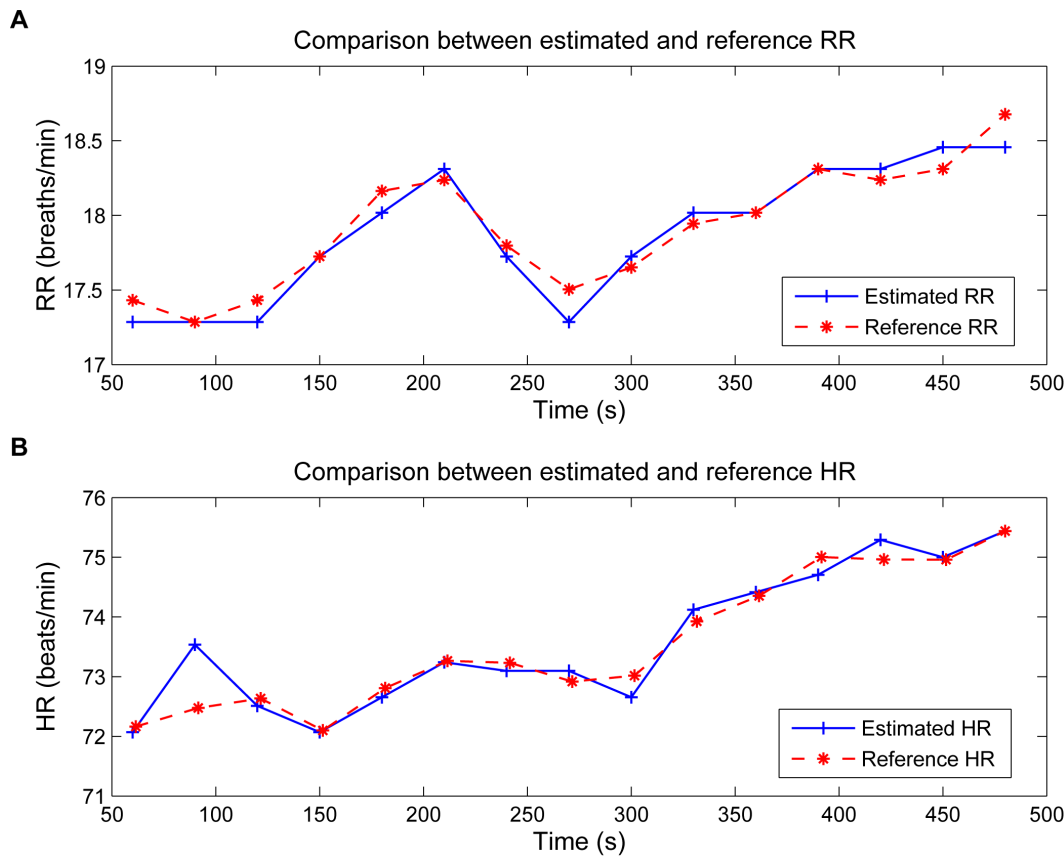 A
Comparison between estimated and reference RR
19
18.5
18
17.5
17
RR (breaths/min)
Estimated RR
Reference RR
50 100 150 200 250 300 350 400 450 500
Time (s)
B
Comparison between estimated and reference HR
76
75
74
73
72
71
HR (beats/min)
Estimated HR
Reference HR
50 100 150 200 250 300 350 400 450 500
Time (s)